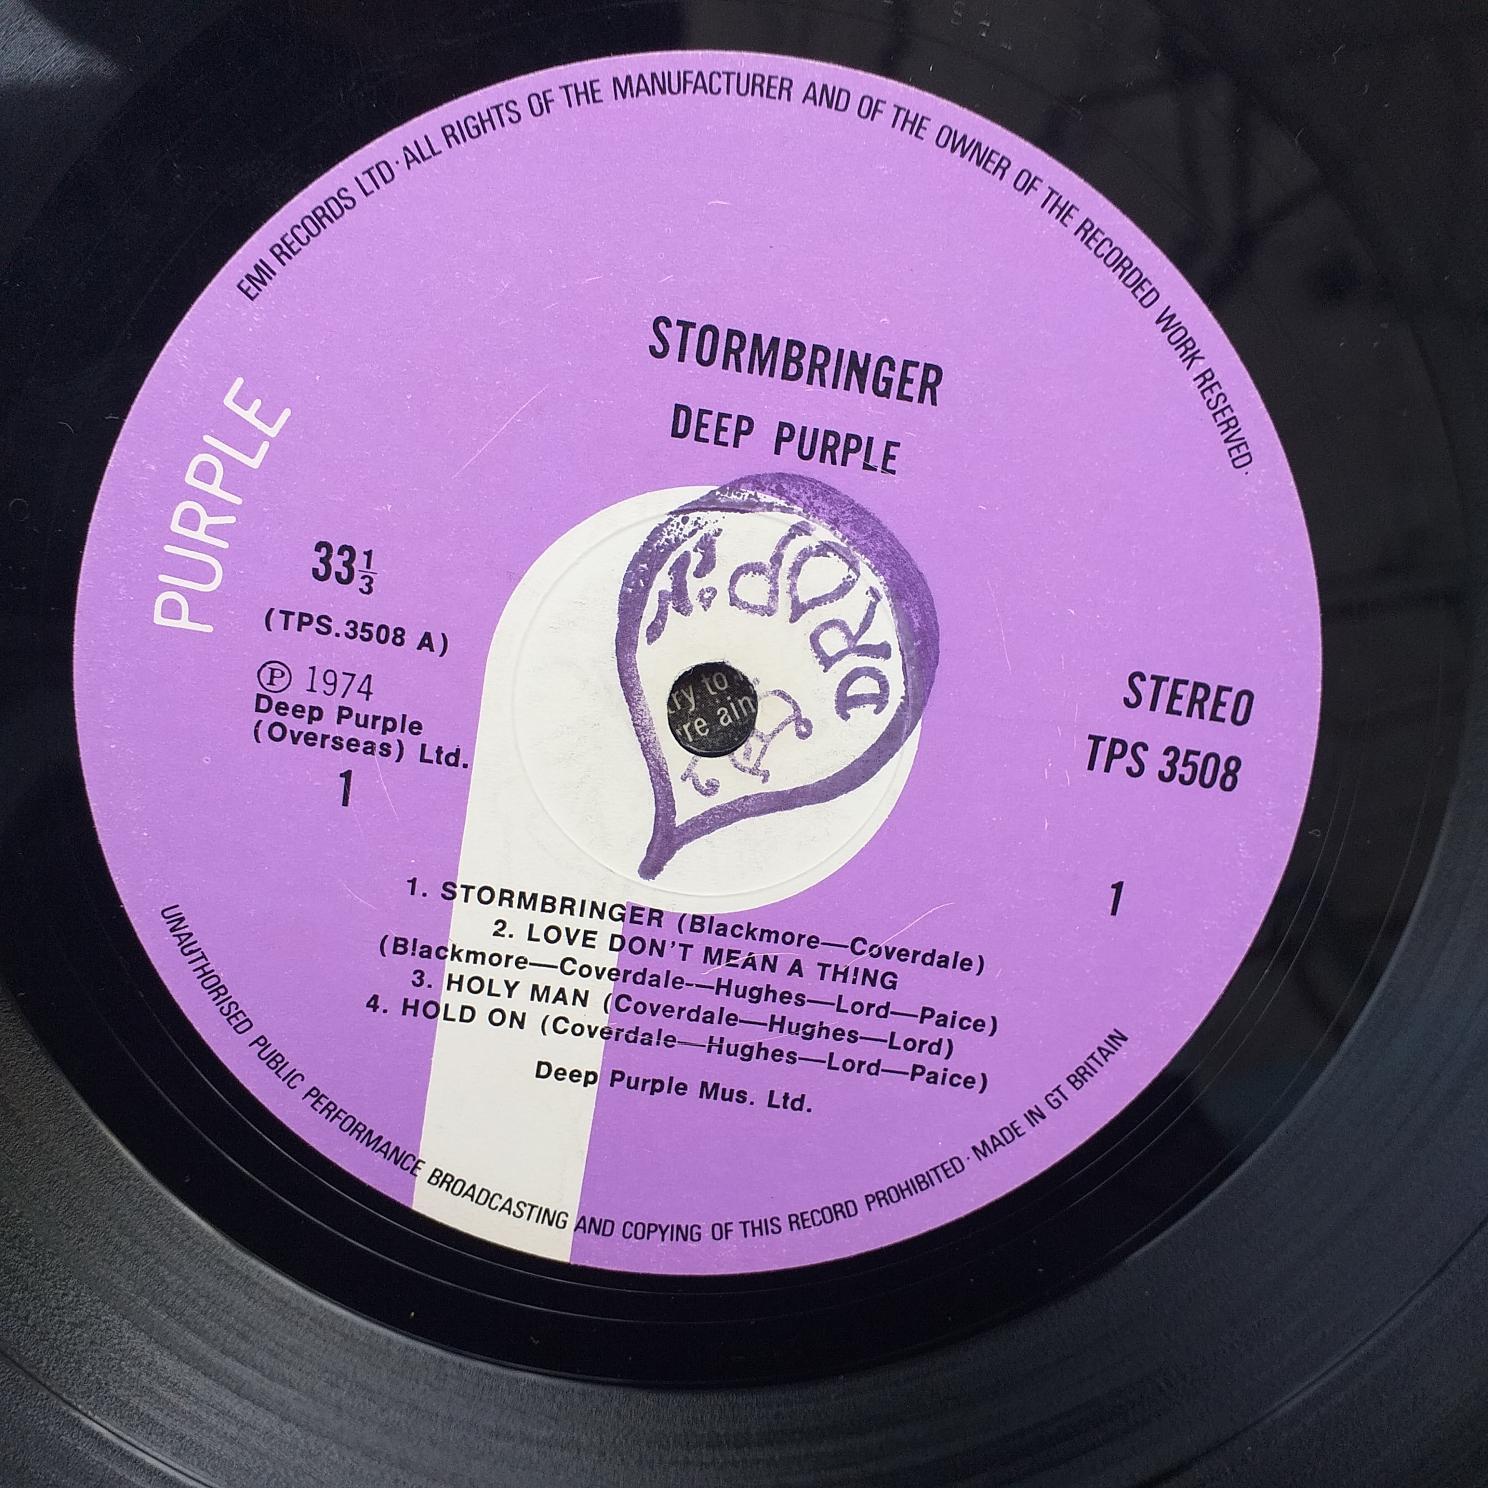 EMI RECORDS LTD·ALL RIGHTS OF THE MANUFACTURER AND OF THE OWNER OF THE RECORDED WORK RESERVED·
STORMBRINGER
DEEP PURPLE
PURPLE
33⅓
(TPS.3508 A)
Ⓟ 1974
Deep Purple
(Overseas) Ltd.
1
ry to
're ain
STEREO
TPS 3508
1
1. STORMBRINGER (Blackmore—Coverdale)
2. LOVE DON'T MEAN A THING
(Blackmore—Coverdale—Hughes—Lord—Paice)
3. HOLY MAN (Coverdale—Hughes—Lord)
4. HOLD ON (Coverdale—Hughes—Lord—Paice)
Deep Purple Mus. Ltd.
UNAUTHORISED PUBLIC PERFORMANCE BROADCASTING AND COPYING OF THIS RECORD PROHIBITED·MADE IN GT BRITAIN